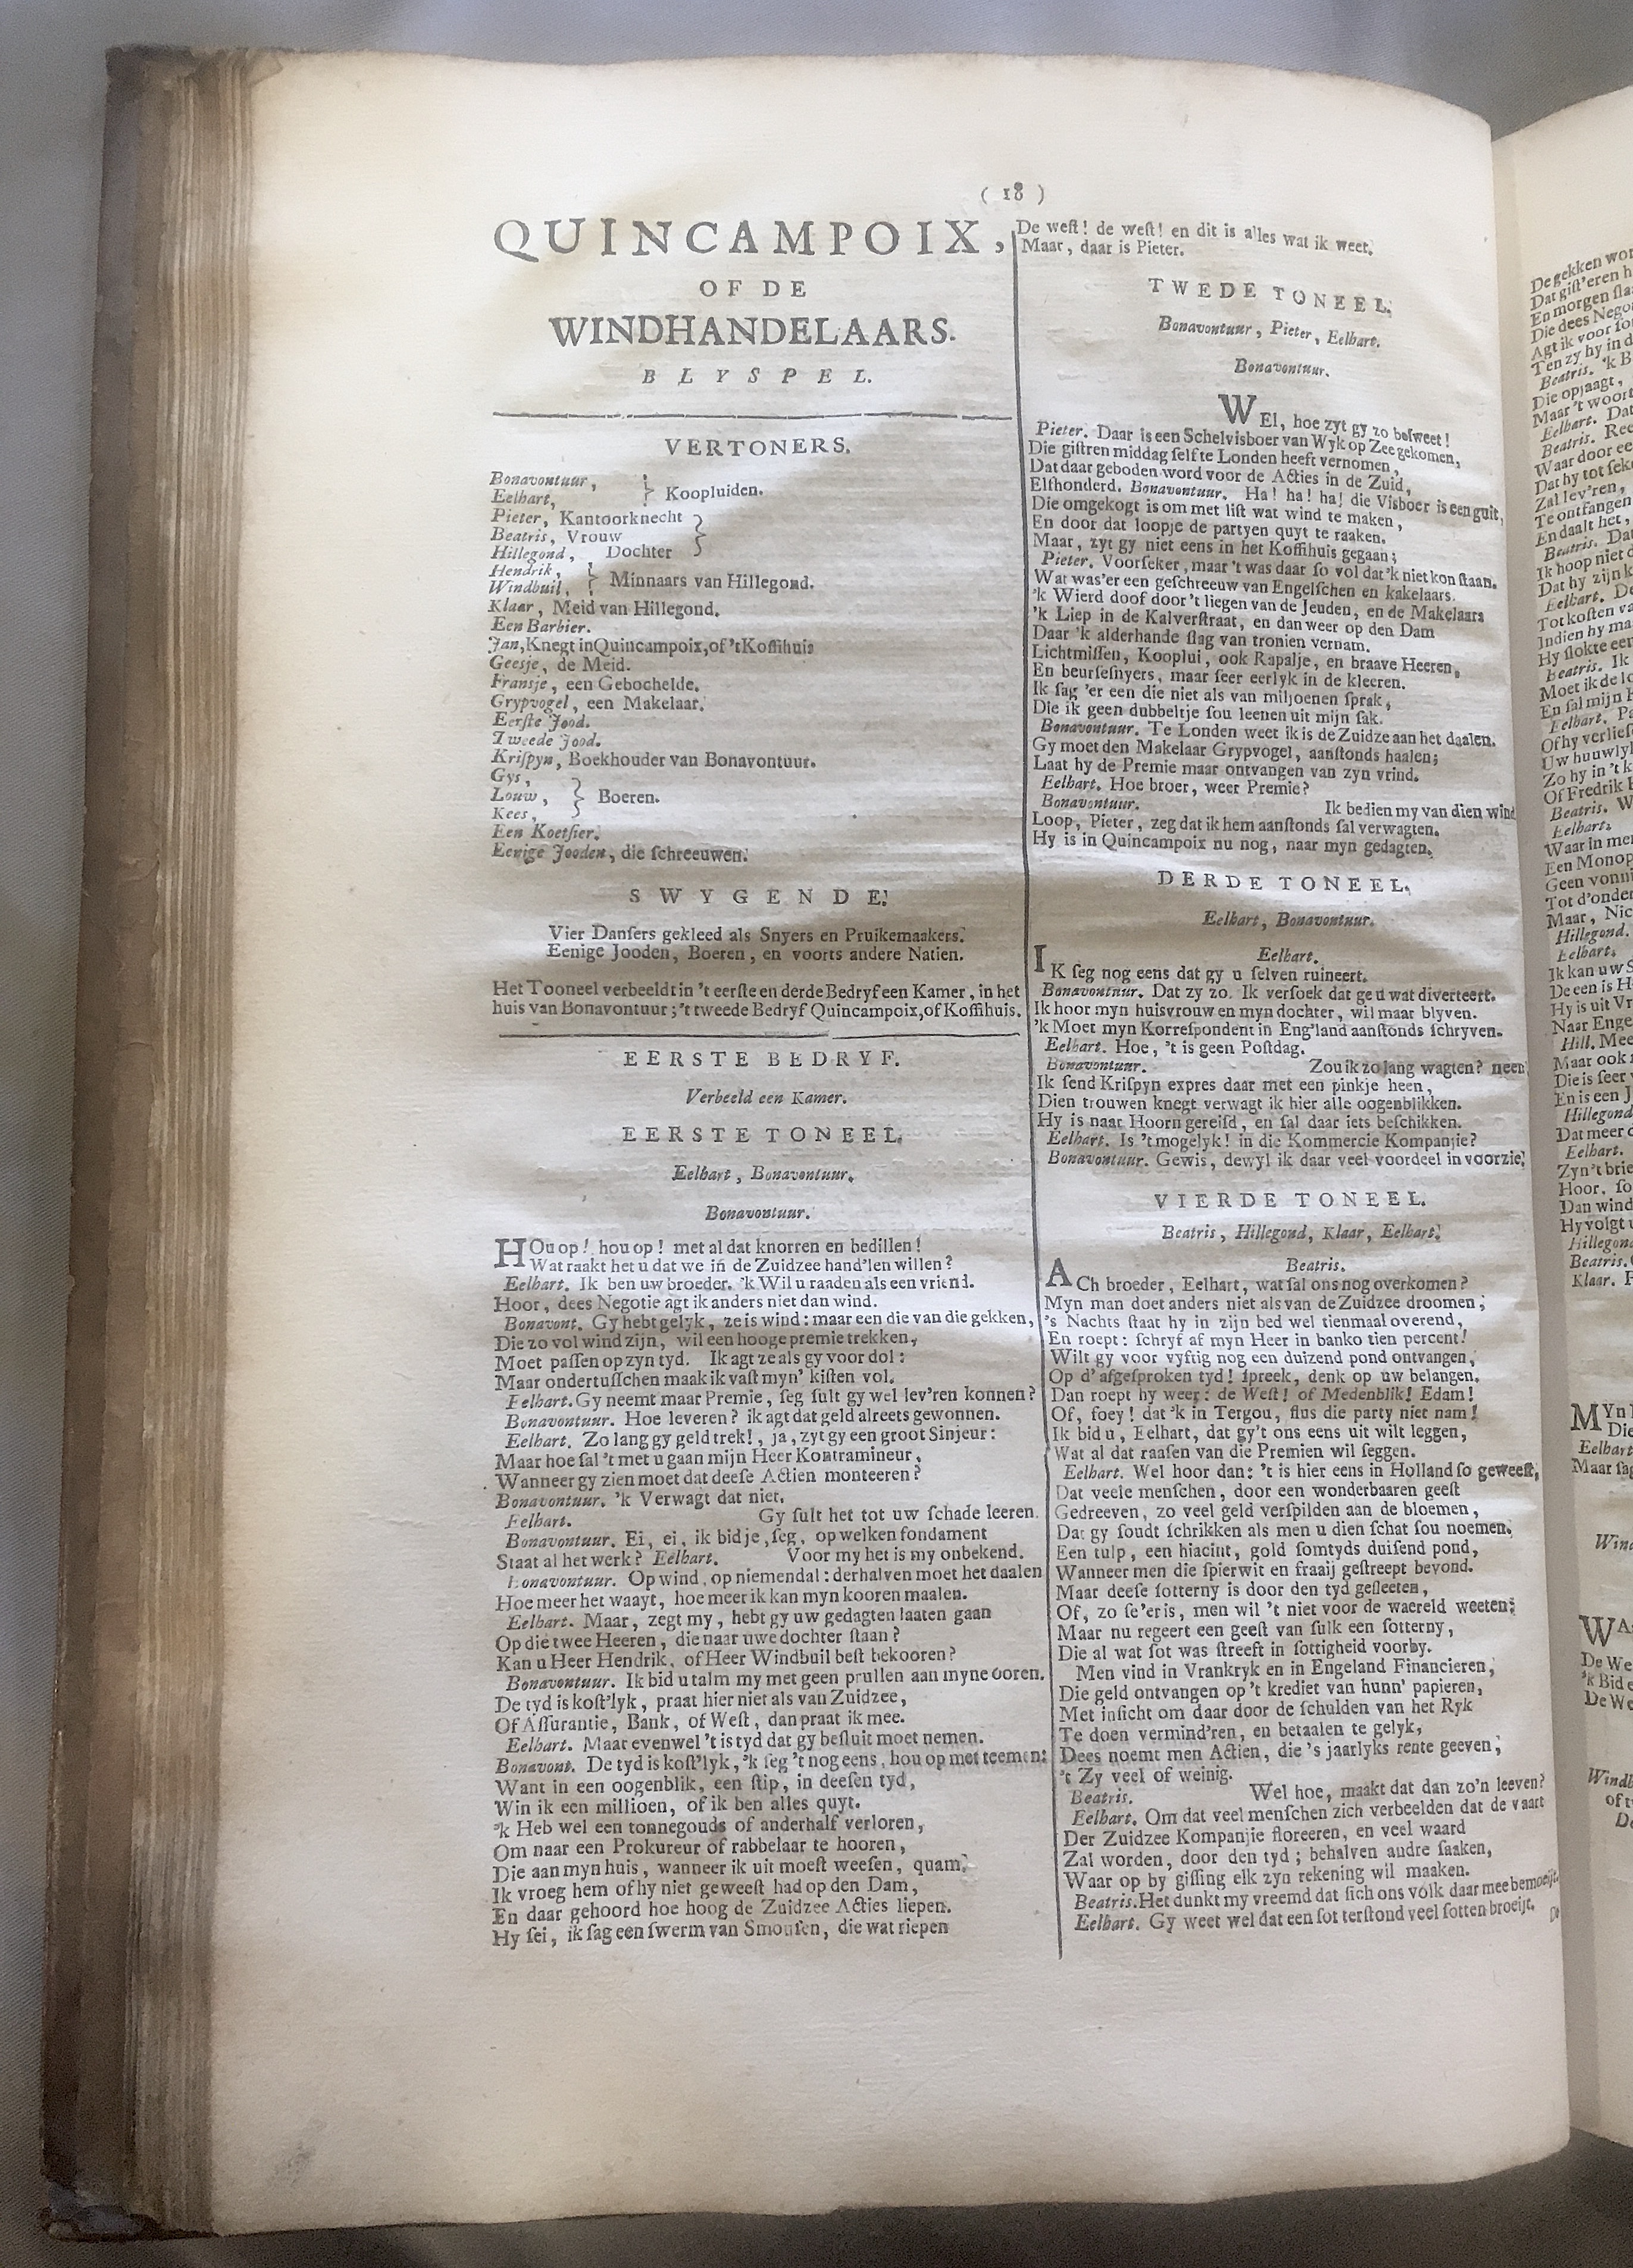 ( 18 )
QUINCAMPOIX,
OF DE
WINDHANDELAARS.
BLYSPEL.
VERTONERS.
Bonavontuur,
Eelhart, } Koopluiden.
Pieter, Kantoorknecht
Beatris, Vrouw
Hillegond, Dochter }
Hendrik,
Windbuil, } Minnaars van Hillegond.
Klaar, Meid van Hillegond.
Een Barbier.
Jan, Knegt in Quincampoix, of 't Koffihuis
Geesje, de Meid.
Fransje, een Gebochelde.
Grypvogel, een Makelaar.
Eerſte Jood.
Tweede Jood.
Kriſpyn, Boekhouder van Bonavontuur.
Gys,
Louw, } Boeren.
Kees,
Een Koetſier.
Eenige Jooden, die ſchreeuwen.
SWYGENDE.
Vier Danſers gekleed als Snyers en Pruikemaakers.
Eenige Jooden, Boeren, en voorts andere Natien.
Het Tooneel verbeeldt in 't eerſte en derde Bedryf een Kamer, in het
huis van Bonavontuur; 't tweede Bedryf Quincampoix, of Koffihuis.
EERSTE BEDRYF.
Verbeeld een Kamer.
EERSTE TONEEL.
Eelhart, Bonavontuur.
Bonavontuur.
HOu op! hou op! met al dat knorren en bedillen!
Wat raakt het u dat we in de Zuidzee hand'len willen?
Eelhart. Ik ben uw broeder. 'k Wil u raaden als een vriend.
Hoor, dees Negotie agt ik anders niet dan wind.
Bonavont. Gy hebt gelyk, ze is wind: maar een die van die gekken,
Die zo vol wind zijn, wil een hooge premie trekken,
Moet paſſen op zyn tyd. Ik agt ze als gy voor dol:
Maar ondertuſſchen maak ik vaſt myn' kiſten vol.
Eelhart. Gy neemt maar Premie, ſeg ſult gy wel lev'ren konnen?
Bonavontuur. Hoe leveren? ik agt dat geld alreets gewonnen.
Eelhart. Zo lang gy geld trek!, ja, zyt gy een groot Sinjeur:
Maar hoe ſal 't met u gaan mijn Heer Kontramineur,
Wanneer gy zien moet dat deeſe Actien monteeren?
Bonavontuur. 'k Verwagt dat niet.
Eelhart. Gy ſult het tot uw ſchade leeren.
Bonavontuur. Ei, ei, ik bid je, ſeg, op welken fondament
Staat al het werk? Eelhart. Voor my het is my onbekend.
Bonavontuur. Op wind, op niemendal: derhalven moet het daalen
Hoe meer het waayt, hoe meer ik kan myn kooren maalen.
Eelhart. Maar, zegt my, hebt gy uw gedagten laaten gaan
Op die twee Heeren, die naar uwe dochter ſtaan?
Kan u Heer Hendrik, of Heer Windbuil beſt bekooren?
Bonavontuur. Ik bid u talm my met geen prullen aan myne ooren.
De tyd is koſt'lyk, praat hier niet als van Zuidzee,
Of Aſſurantie, Bank, of Weſt, dan praat ik mee.
Eelhart. Maar evenwel 't is tyd dat gy beſluit moet nemen.
Bonavont. De tyd is koſt'lyk, 'k ſeg 't nog eens, hou op met teemen:
Want in een oogenblik, een ſtip, in deeſen tyd,
Win ik een millioen, of ik ben alles quyt.
'k Heb wel een tonnegouds of anderhalf verloren,
Om naar een Prokureur of rabbelaar te hooren,
Die aan myn huis, wanneer ik uit moeſt weeſen, quam.
Ik vroeg hem of hy niet geweeſt had op den Dam,
En daar gehoord hoe hoog de Zuidzee Acties liepen.
Hy ſei, ik ſag een ſwerm van Smouſen, die wat riepen
De weſt! de weſt! en dit is alles wat ik weet.
Maar, daar is Pieter.
TWEDE TONEEL.
Bonavontuur, Pieter, Eelhart.
Bonavontuur.
WEl, hoe zyt gy zo beſweet!
Pieter. Daar is een Schelvisboer van Wyk op Zee gekomen,
Die giſtren middag ſelf te Londen heeft vernomen,
Dat daar geboden word voor de Acties in de Zuid,
Elfhonderd. Bonavontuur. Ha! ha! ha! die Visboer is een guit,
Die omgekogt is om met liſt wat wind te maken,
En door dat loopje de partyen quyt te raaken.
Maar, zyt gy niet eens in het Koffihuis gegaan;
Pieter. Voorſeker, maar 't was daar ſo vol dat 'k niet kon ſtaan.
Wat was'er een geſchreeuw van Engelſchen en kakelaars.
'k Wierd doof door 't liegen van de Jeuden, en de Makelaars
'k Liep in de Kalverſtraat, en dan weer op den Dam
Daar 'k alderhande ſlag van tronien vernam.
Lichtmiſſen, Kooplui, ook Rapalje, en braave Heeren,
En beurſeſnyers, maar ſeer eerlyk in de kleeren.
Ik ſag 'er een die niet als van miljoenen ſprak,
Die ik geen dubbeltje ſou leenen uit mijn ſak.
Bonavontuur. Te Londen weet ik is de Zuidze aan het daalen.
Gy moet den Makelaar Grypvogel, aanſtonds haalen;
Laat hy de Premie maar ontvangen van zyn vrind.
Eelhart. Hoe broer, weer Premie?
Bonavontuur. Ik bedien my van dien wind
Loop, Pieter, zeg dat ik hem aanſtonds ſal verwagten.
Hy is in Quincampoix nu nog, naar myn gedagten.
DERDE TONEEL.
Eelhart, Bonavontuur.
Eelhart.
IK ſeg nog eens dat gy u ſelven ruineert.
Bonavontuur. Dat zy zo. Ik verſoek dat ge u wat diverteert.
Ik hoor myn huisvrouw en myn dochter, wil maar blyven.
'k Moet myn Korreſpondent in Eng'land aanſtonds ſchryven.
Eelhart. Hoe, 't is geen Poſtdag.
Bonavontuur. Zou ik zo lang wagten? neen
Ik ſend Kriſpyn expres daar met een pinkje heen,
Dien trouwen knegt verwagt ik hier alle oogenblikken.
Hy is naar Hoorn gereiſd, en ſal daar iets beſchikken.
Eelhart. Is 't mogelyk! in die Kommercie Kompanjie?
Bonavontuur. Gewis, dewyl ik daar veel voordeel in voorzie.
VIERDE TONEEL.
Beatris, Hillegond, Klaar, Eelhart.
Beatris.
ACh broeder, Eelhart, wat ſal ons nog overkomen?
Myn man doet anders niet als van de Zuidzee droomen;
's Nachts ſtaat hy in zijn bed wel tienmaal overend,
En roept: ſchryf af myn Heer in banko tien percent!
Wilt gy voor vyftig nog een duizend pond ontvangen,
Op d' afgeſproken tyd! ſpreek, denk op uw belangen.
Dan roept hy weer: de Weſt! of Medenblik! Edam!
Of, foey! dat 'k in Tergou, flus die party niet nam!
Ik bid u, Eelhart, dat gy't ons eens uit wilt leggen,
Wat al dat raaſen van die Premien wil ſeggen.
Eelhart. Wel hoor dan: 't is hier eens in Holland ſo geweeſt,
Dat veele menſchen, door een wonderbaaren geeſt
Gedreeven, zo veel geld verſpilden aan de bloemen,
Dat gy ſoudt ſchrikken als men u dien ſchat ſou noemen.
Een tulp, een hiacint, gold ſomtyds duiſend pond,
Wanneer men die ſpierwit en fraaij geſtreept bevond.
Maar deeſe ſotterny is door den tyd geſleeten,
Of, zo ſe'er is, men wil 't niet voor de waereld weeten;
Maar nu regeert een geeſt van ſulk een ſotterny,
Die al wat ſot was ſtreeft in ſottigheid voorby.
Men vind in Vrankryk en in Engeland Financieren,
Die geld ontvangen op 't krediet van hunn' papieren,
Met inſicht om daar door de ſchulden van het Ryk
Te doen vermind'ren, en betaalen te gelyk,
Dees noemt men Actien, die 's jaarlyks rente geeven,
't Zy veel of weinig.
Beatris. Wel hoe, maakt dat dan zo'n leeven?
Eelhart. Om dat veel menſchen zich verbeelden dat de vaart
Der Zuidzee Kompanjie floreeren, en veel waard
Zal worden, door den tyd; behalven andre ſaaken,
Waar op by giſſing elk zyn rekening wil maaken.
Beatris. Het dunkt my vreemd dat ſich ons volk daar mee bemoeijt.
Eelhart. Gy weet wel dat een ſot terſtond veel ſotten broeijt.